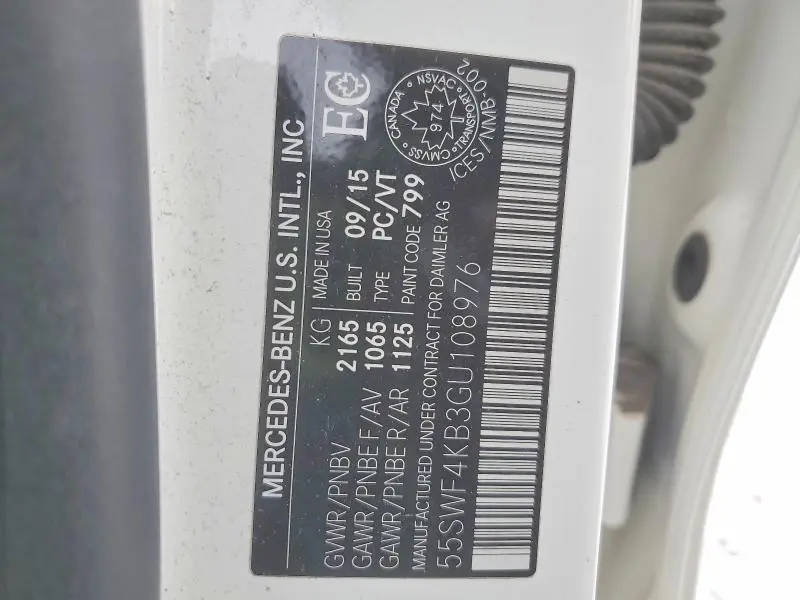 MERCEDES-BENZ U.S. INTL., INC
KG MADE IN USA
GVWR/PNBV 2165 BUILT 09/15
GAWR/PNBE F/AV 1065 TYPE PC/VT
GAWR/PNBE R/AR 1125 PAINT CODE 799
MANUFACTURED UNDER CONTRACT FOR DAIMLER AG
55SWF4KB3GU108976
EC
CANADA NSVAC
974
CMVSS TRANSPORT
ICES/NMB-002